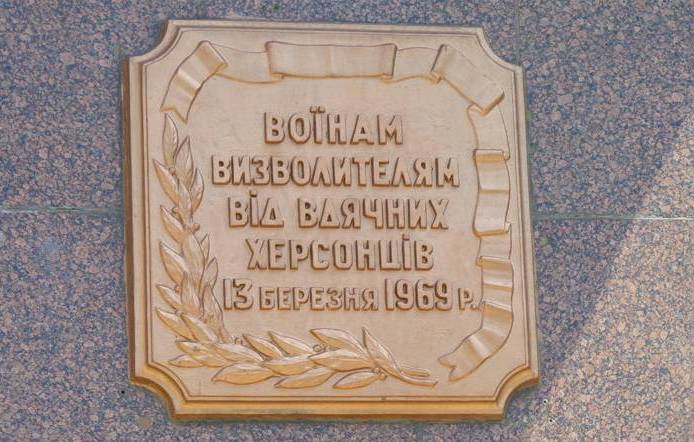 ВОЇНАМ
ВИЗВОЛИТЕЛЯМ
ВІД ВДЯЧНИХ
ХЕРСОНЦІВ
13 БЕРЕЗНЯ 1969 Р.